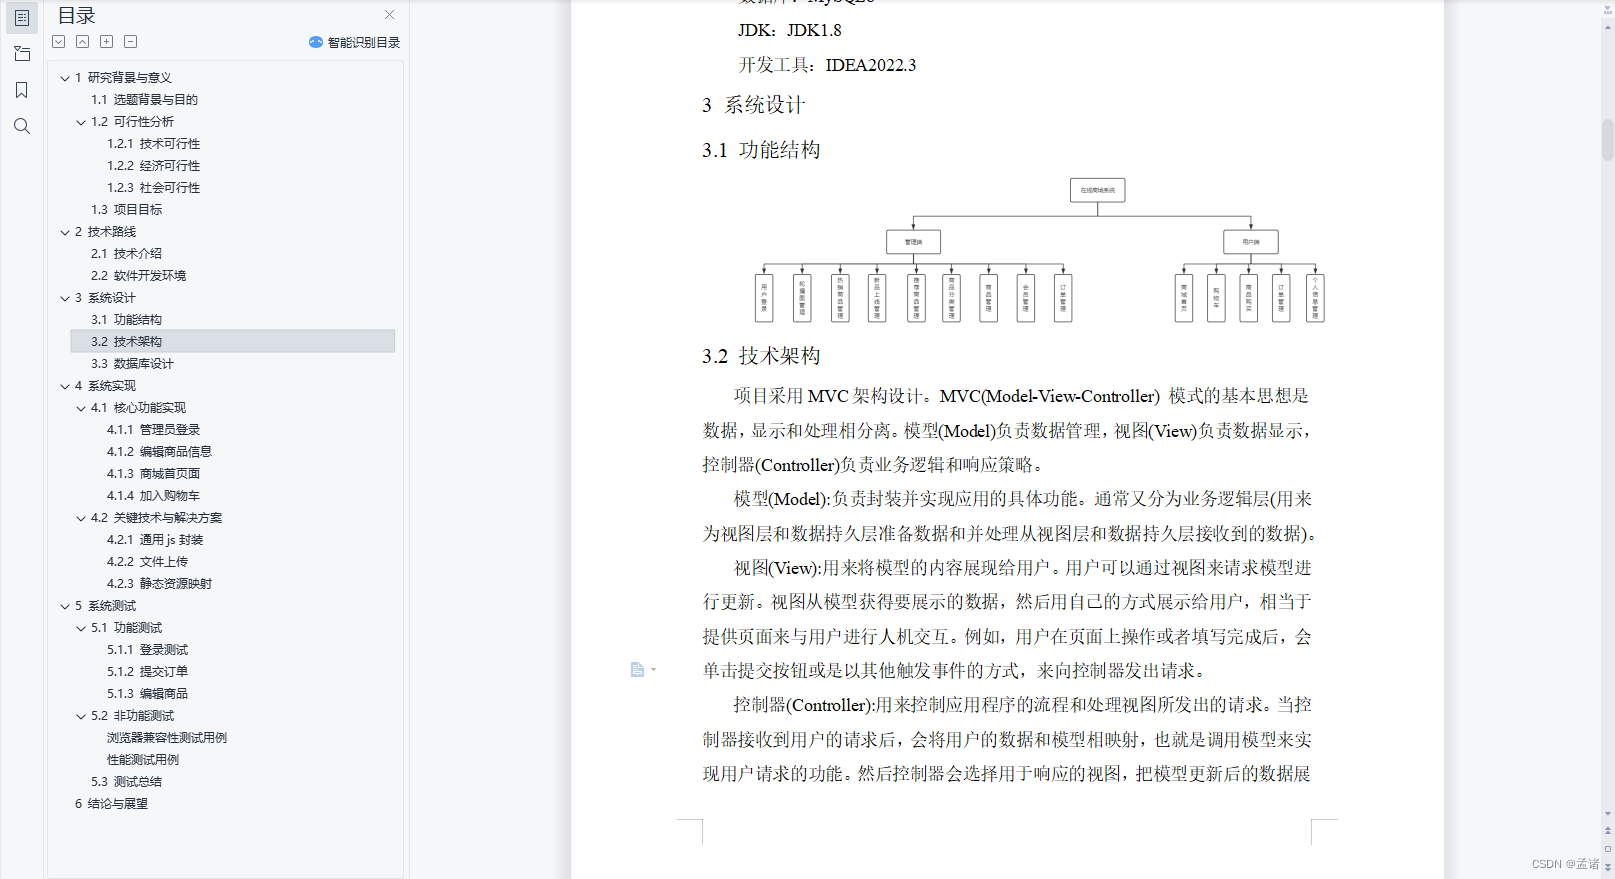 目录
智能识别目录
1 研究背景与意义
1.1 选题背景与目的
1.2 可行性分析
1.2.1 技术可行性
1.2.2 经济可行性
1.2.3 社会可行性
1.3 项目目标
2 技术路线
2.1 技术介绍
2.2 软件开发环境
3 系统设计
3.1 功能结构
3.2 技术架构
3.3 数据库设计
4 系统实现
4.1 核心功能实现
4.1.1 管理员登录
4.1.2 编辑商品信息
4.1.3 商城首页面
4.1.4 加入购物车
4.2 关键技术与解决方案
4.2.1 通用 js 封装
4.2.2 文件上传
4.2.3 静态资源映射
5 系统测试
5.1 功能测试
5.1.1 登录测试
5.1.2 提交订单
5.1.3 编辑商品
5.2 非功能测试
浏览器兼容性测试用例
性能测试用例
5.3 测试总结
6 结论与展望
JDK：JDK1.8
开发工具：IDEA2022.3
3 系统设计
3.1 功能结构
在线商城系统
管理端
用户端
用户登录
轮播图管理
热销商品管理
新品上线管理
推荐商品管理
商品分类管理
商品管理
会员管理
订单管理
商城首页
购物车
商品购买
订单管理
个人信息管理
3.2 技术架构
项目采用 MVC 架构设计。MVC(Model-View-Controller) 模式的基本思想是
数据，显示和处理相分离。模型(Model)负责数据管理，视图(View)负责数据显示，
控制器(Controller)负责业务逻辑和响应策略。
模型(Model):负责封装并实现应用的具体功能。通常又分为业务逻辑层(用来
为视图层和数据持久层准备数据和并处理从视图层和数据持久层接收到的数据)。
视图(View):用来将模型的内容展现给用户。用户可以通过视图来请求模型进
行更新。视图从模型获得要展示的数据，然后用自己的方式展示给用户，相当于
提供页面来与用户进行人机交互。例如，用户在页面上操作或者填写完成后，会
单击提交按钮或是以其他触发事件的方式，来向控制器发出请求。
控制器(Controller):用来控制应用程序的流程和处理视图所发出的请求。当控
制器接收到用户的请求后，会将用户的数据和模型相映射，也就是调用模型来实
现用户请求的功能。然后控制器会选择用于响应的视图，把模型更新后的数据展
CSDN @孟诸